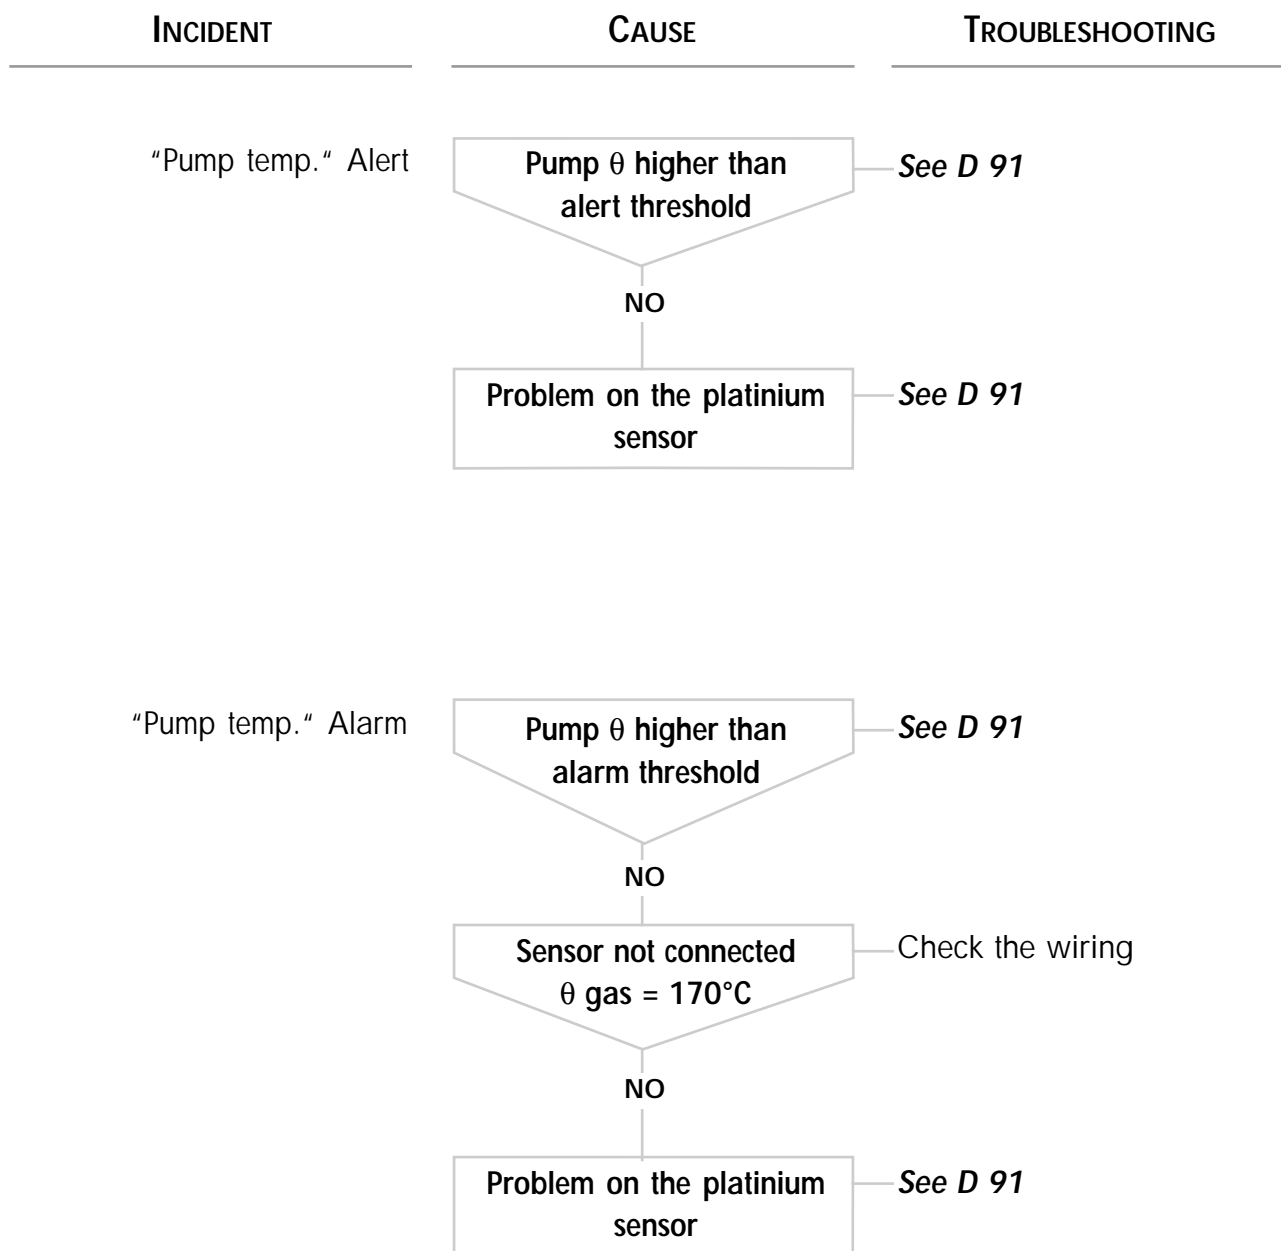 INCIDENT
CAUSE
TROUBLESHOOTING
"Pump temp." Alert
Pump θ higher than
alert threshold
See D 91
NO
Problem on the platinium
sensor
See D 91
"Pump temp." Alarm
Pump θ higher than
alarm threshold
See D 91
NO
Sensor not connected
θ gas = 170°C
Check the wiring
NO
Problem on the platinium
sensor
See D 91